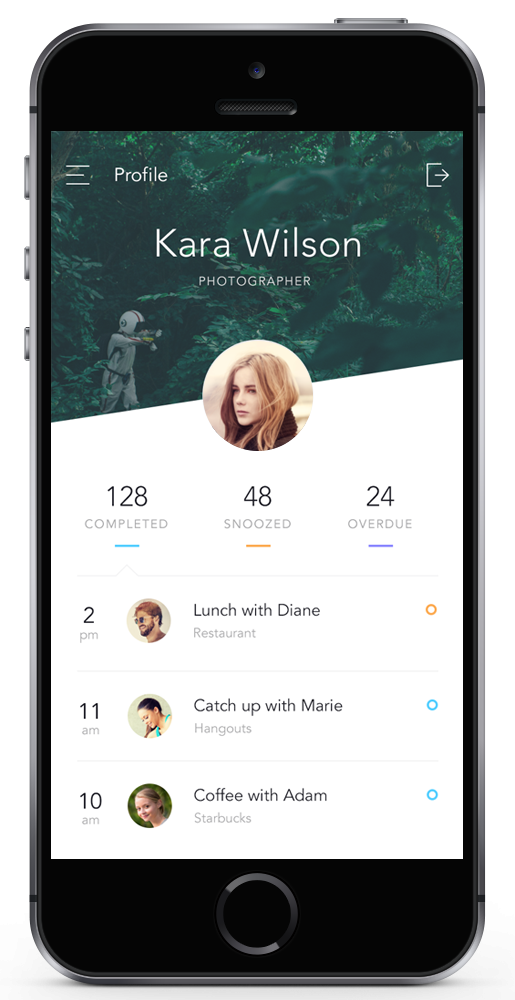 Profile
Kara Wilson
PHOTOGRAPHER
128 48 24
COMPLETED SNOOZED OVERDUE
2 pm Lunch with Diane
Restaurant
11 am Catch up with Marie
Hangouts
10 am Coffee with Adam
Starbucks